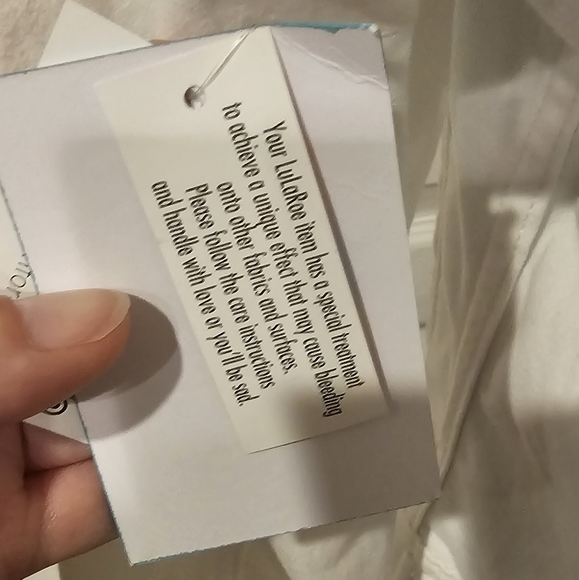 Your LuLaRoe item has a special treatment
to achieve a unique effect that may cause bleeding
onto other fabrics and surfaces.
Please follow the care instructions
and handle with love or you'll be sad.